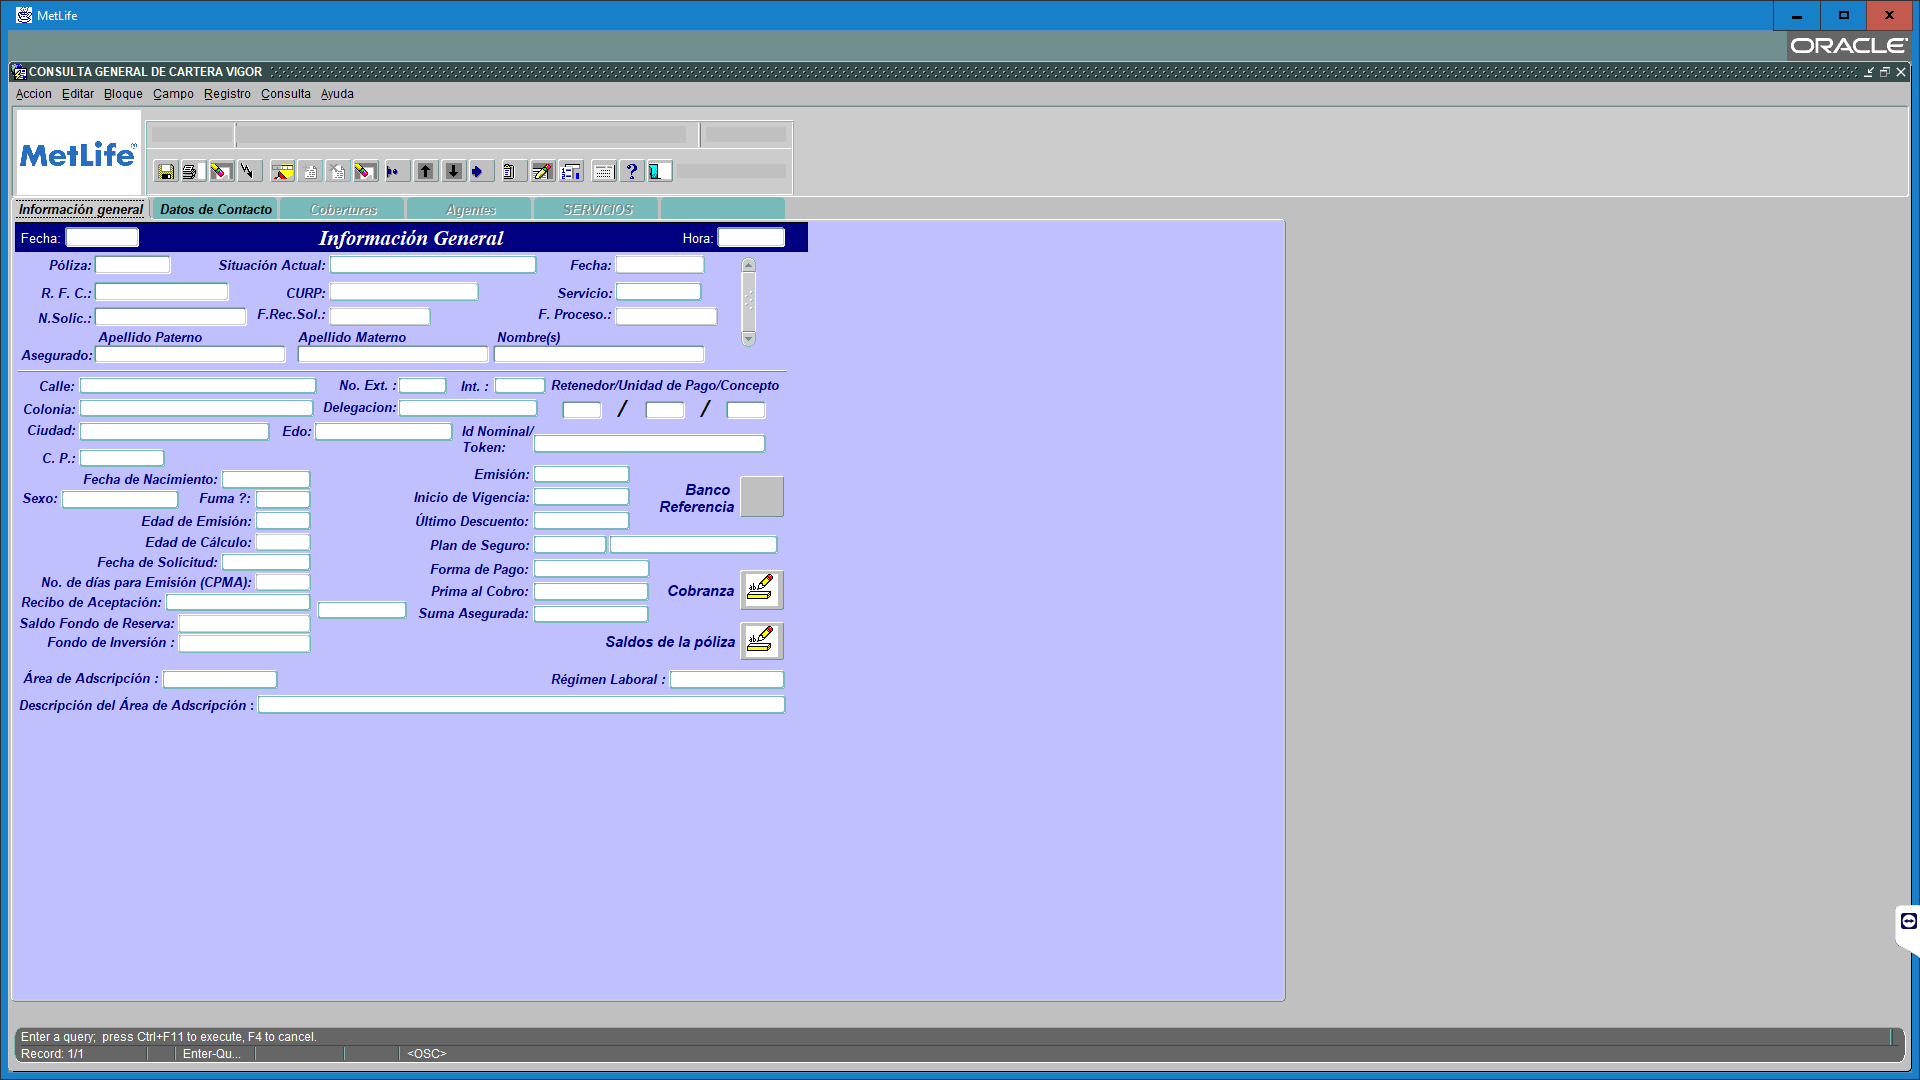 MetLife
ORACLE
CONSULTA GENERAL DE CARTERA VIGOR
Accion Editar Bloque Campo Registro Consulta Ayuda
MetLife
Información general Datos de Contacto Coberturas Agentes SERVICIOS
Fecha: Información General Hora:
Póliza: Situación Actual: Fecha:
R. F. C.: CURP: Servicio:
N.Solic.: F.Rec.Sol.: F. Proceso.:
Apellido Paterno Apellido Materno Nombre(s)
Asegurado:
Calle: No. Ext. : Int. : Retenedor/Unidad de Pago/Concepto
Colonia: Delegacion: / /
Ciudad: Edo: Id Nominal/
Token:
C. P.:
Fecha de Nacimiento: Emisión:
Sexo: Fuma ?: Inicio de Vigencia: Banco
Referencia
Edad de Emisión: Último Descuento:
Edad de Cálculo: Plan de Seguro:
Fecha de Solícitud: Forma de Pago:
No. de días para Emisión (CPMA): Prima al Cobro: Cobranza
Recibo de Aceptación: Suma Asegurada:
Saldo Fondo de Reserva:
Fondo de Inversión : Saldos de la póliza
Área de Adscripción : Régimen Laboral :
Descripción del Área de Adscripción :
Enter a query; press Ctrl+F11 to execute, F4 to cancel.
Record: 1/1 Enter-Qu... <OSC>